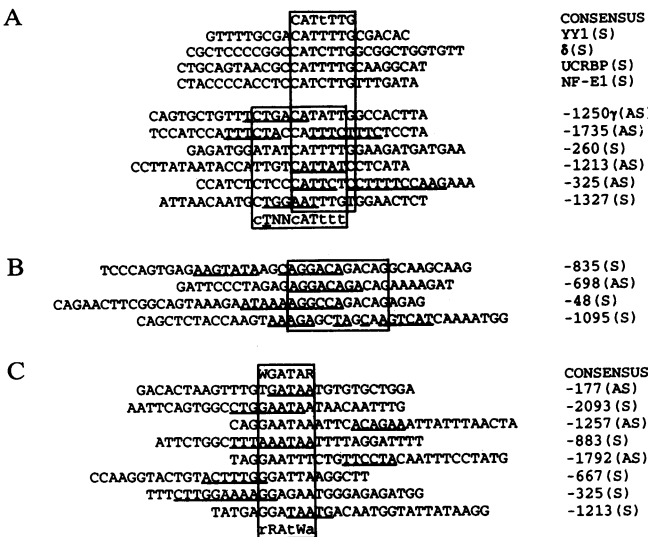 A
CATtTTG CONSENSUS
GTTTTGCGACATTTTGCGACAC YY1(S)
CGCTCCCCGGCCATCTTGGCGGCTGGTGTT δ(S)
CTGCAGTAACGCCATTTTGCAAGGCAT UCRBP(S)
CTACCCCACCTCCATCTTGTTTGATA NF-E1(S)
CAGTGCTGTTTCTGACATATTGGCCACTTA -1250γ(AS)
TCCATCCATTTCTACCATTTCTTTCTCCTA -1735(AS)
GAGATGGATATCATTTTGGAAGATGATGAA -260(S)
CCTTATAATACCATTGTCATTATCCTCATA -1213(AS)
CCATCTCTCCCATTCTCCTTTTCCAAGAAA -325(AS)
ATTAACAATGCTGGAATTTGTGGAACTCT -1327(S)
cTNNcATttt
B
TCCCAGTGAGAAGTATAAGCAGGACAGACAGGCAAGCAAG -835(S)
GATTCCCTAGAGAGGACAGACAGAAAAGAT -698(AS)
CAGAACTTCGGCAGTAAAGAATAAAAGGCCAGACAGAGAG -48(S)
CAGCTCTACCAAGTAAAGAGCTAGCAAGTCATCAAAATGG -1095(S)
C
WGATAR CONSENSUS
GACACTAAGTTTGTGATAATGTGTGCTGGA -177(AS)
AATTCAGTGGCCTGGAATAATAACAATTTG -2093(S)
CAGGAATAAATTCACAGAAATTATTTAACTA -1257(AS)
ATTCTGGCTTTAAATAATTTTAGGATTTT -883(S)
TAGGAATTTCTGTTCCTACAATTTCCTATG -1792(AS)
CCAAGGTACTGTACTTTGGGATTAAGGCTT -667(S)
TTTCTTGGAAAAGGAGAATGGGAGAGATGG -325(S)
TATGAGGATAATGACAATGGTATTATAAGG -1213(S)
rRAtWa